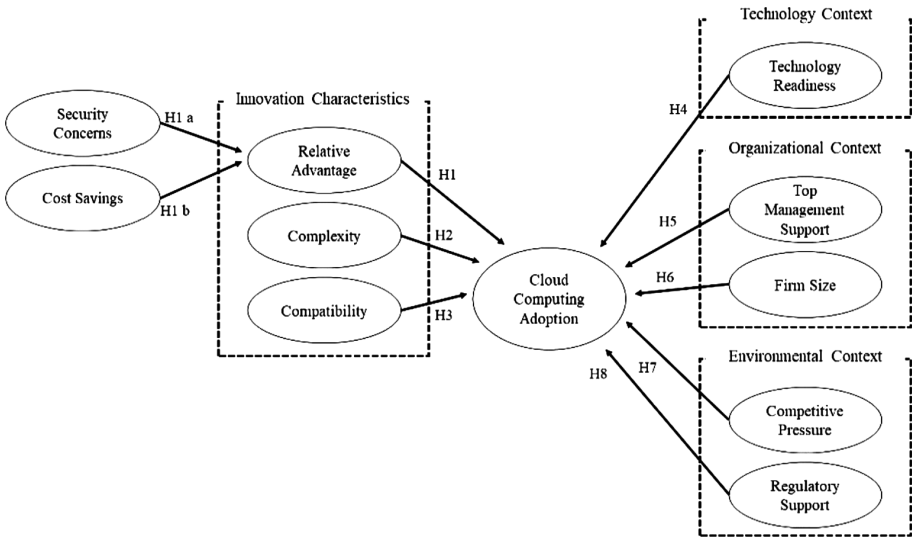 Technology Context
Technology
Readiness
H4
Innovation Characteristics
Security
Concerns
H1 a
Relative
Advantage
H1
Cost Savings
H1 b
Complexity
H2
Compatibility
H3
Cloud
Computing
Adoption
Organizational Context
Top
Management
Support
H5
H6
Firm Size
Environmental Context
H7
H8
Competitive
Pressure
Regulatory
Support